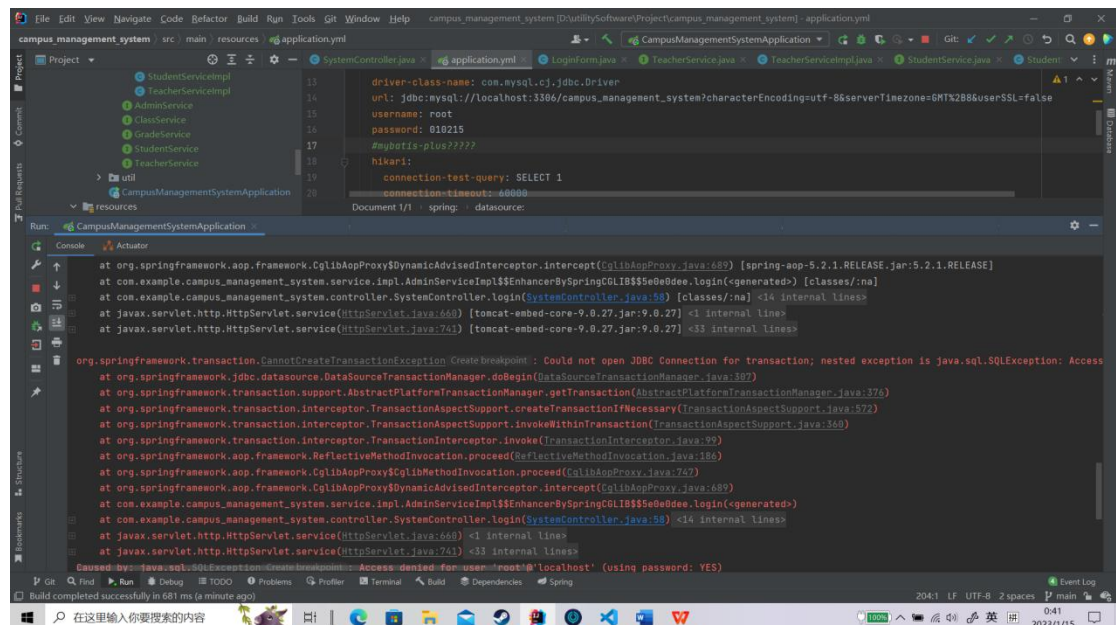 File Edit View Navigate Code Refactor Build Run Tools Git Window Help campus_management_system [D:\utilitySoftware\Project\campus_management_system] - application.yml
campus_management_system src main resources application.yml CampusManagementSystemApplication Git:
Project SystemController.java application.yml LoginForm.java TeacherService.java TeacherServiceImpl.java StudentService.java Student
StudentServiceImpl
TeacherServiceImpl
AdminService
ClassService
GradeService
StudentService
TeacherService
util
CampusManagementSystemApplication
resources
13 driver-class-name: com.mysql.cj.jdbc.Driver
14 url: jdbc:mysql://localhost:3306/campus_management_system?characterEncoding=utf-8&serverTimezone=GMT%2B8&userSSL=false
15 username: root
16 password: 010215
17 #mybatis-plus?????
18 hikari:
19 connection-test-query: SELECT 1
20 connection-timeout: 60000
1
Document 1/1 spring: datasource:
Project
Commit
Pull Requests
Structure
Bookmarks
Maven
Database
Run: CampusManagementSystemApplication
Console Actuator
at org.springframework.aop.framework.CglibAopProxy$DynamicAdvisedInterceptor.intercept(CglibAopProxy.java:689) [spring-aop-5.2.1.RELEASE.jar:5.2.1.RELEASE]
at com.example.campus_management_system.service.impl.AdminServiceImpl$$EnhancerBySpringCGLIB$$5e0e0dee.login(<generated>) [classes/:na]
at com.example.campus_management_system.controller.SystemController.login(SystemController.java:58) [classes/:na] <14 internal lines>
at javax.servlet.http.HttpServlet.service(HttpServlet.java:660) [tomcat-embed-core-9.0.27.jar:9.0.27] <1 internal line>
at javax.servlet.http.HttpServlet.service(HttpServlet.java:741) [tomcat-embed-core-9.0.27.jar:9.0.27] <33 internal lines>
org.springframework.transaction.CannotCreateTransactionException Create breakpoint : Could not open JDBC Connection for transaction; nested exception is java.sql.SQLException: Access
at org.springframework.jdbc.datasource.DataSourceTransactionManager.doBegin(DataSourceTransactionManager.java:307)
at org.springframework.transaction.support.AbstractPlatformTransactionManager.getTransaction(AbstractPlatformTransactionManager.java:376)
at org.springframework.transaction.interceptor.TransactionAspectSupport.createTransactionIfNecessary(TransactionAspectSupport.java:572)
at org.springframework.transaction.interceptor.TransactionAspectSupport.invokeWithinTransaction(TransactionAspectSupport.java:360)
at org.springframework.transaction.interceptor.TransactionInterceptor.invoke(TransactionInterceptor.java:99)
at org.springframework.aop.framework.ReflectiveMethodInvocation.proceed(ReflectiveMethodInvocation.java:186)
at org.springframework.aop.framework.CglibAopProxy$CglibMethodInvocation.proceed(CglibAopProxy.java:747)
at org.springframework.aop.framework.CglibAopProxy$DynamicAdvisedInterceptor.intercept(CglibAopProxy.java:689)
at com.example.campus_management_system.service.impl.AdminServiceImpl$$EnhancerBySpringCGLIB$$5e0e0dee.login(<generated>)
at com.example.campus_management_system.controller.SystemController.login(SystemController.java:58) <14 internal lines>
at javax.servlet.http.HttpServlet.service(HttpServlet.java:660) <1 internal line>
at javax.servlet.http.HttpServlet.service(HttpServlet.java:741) <33 internal lines>
Caused by: java.sql.SQLException Create breakpoint : Access denied for user 'root'@'localhost' (using password: YES)
Git Find Run Debug TODO Problems Profiler Terminal Build Dependencies Spring Event Log
Build completed successfully in 681 ms (a minute ago) 204:1 LF UTF-8 2 spaces main
在这里输入你要搜索的内容 100% 英 拼 0:41
2023/1/15